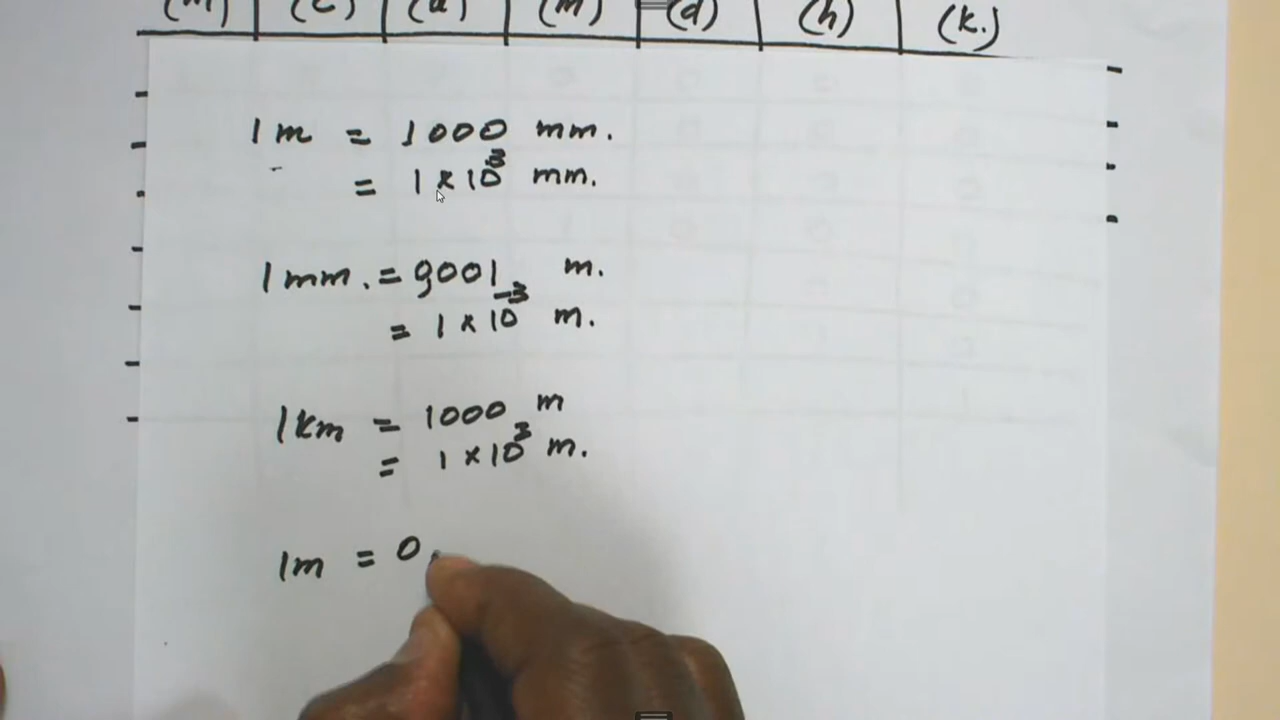 (m) (c) (d) (m) (d) (h) (k.)
1m = 1000 mm.
= 1 × 10³ mm.
1mm. = 0.001 m.
= 1 × 10⁻³ m.
1km = 1000 m
= 1 × 10³ m.
1m = 0.